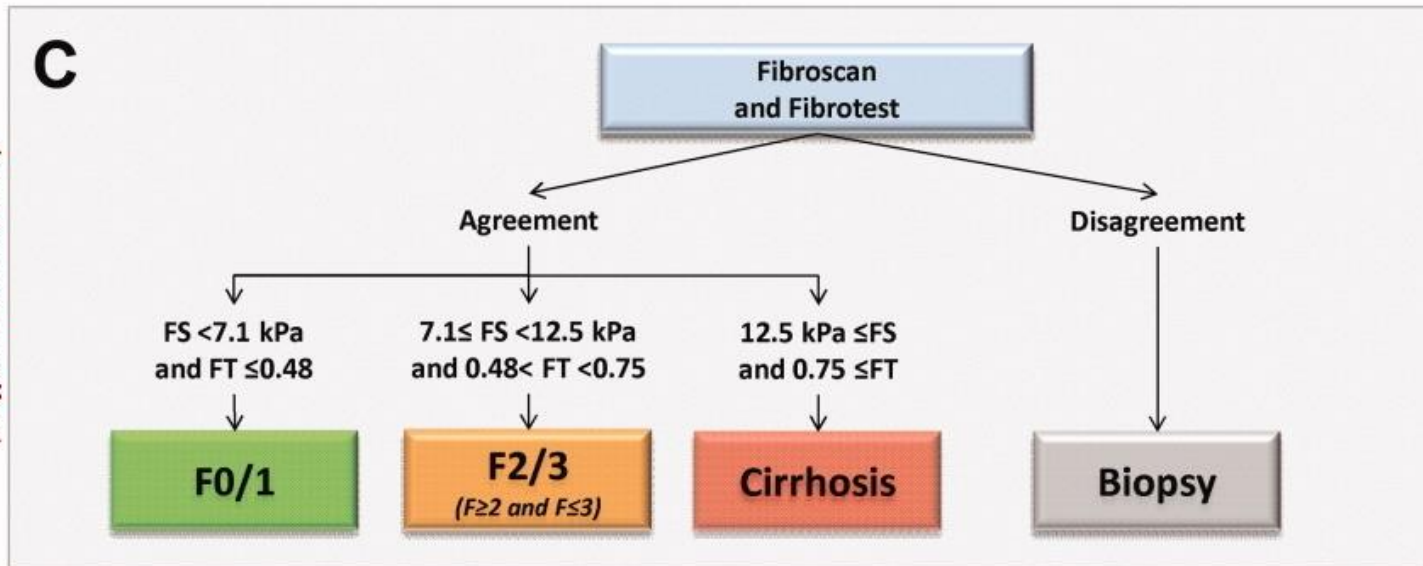 C
Fibroscan
and Fibrotest
Agreement
Disagreement
FS <7.1 kPa
and FT ≤0.48
7.1≤ FS <12.5 kPa
and 0.48< FT <0.75
12.5 kPa ≤FS
and 0.75 ≤FT
F0/1
F2/3
(F≥2 and F≤3)
Cirrhosis
Biopsy